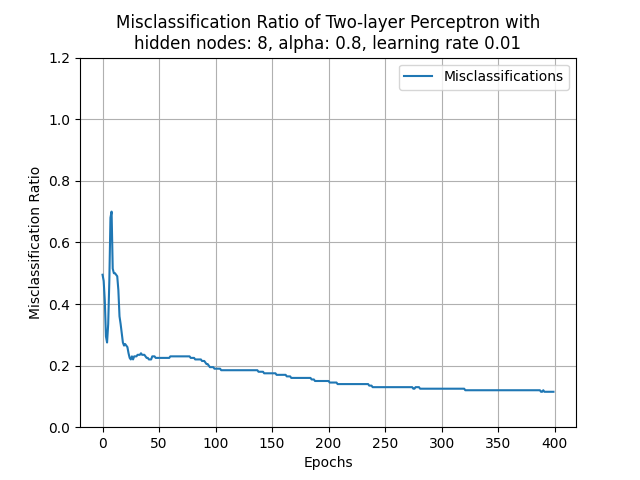 Misclassification Ratio of Two-layer Perceptron with
hidden nodes: 8, alpha: 0.8, learning rate 0.01
Misclassifications
Misclassification Ratio
1.2
1.0
0.8
0.6
0.4
0.2
0.0
0 50 100 150 200 250 300 350 400
Epochs